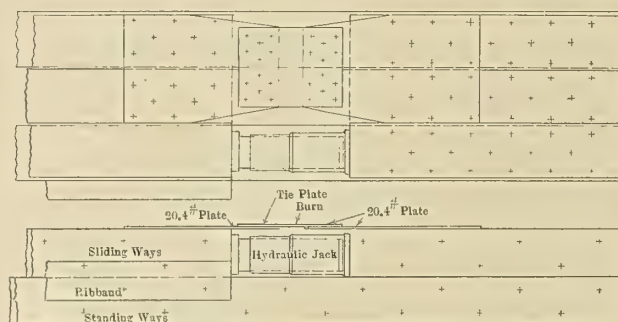 Tie Plate
Burn
20.4# Plate 20.4# Plate
Sliding Ways Hydraulic Jack
Ribband
Standing Ways